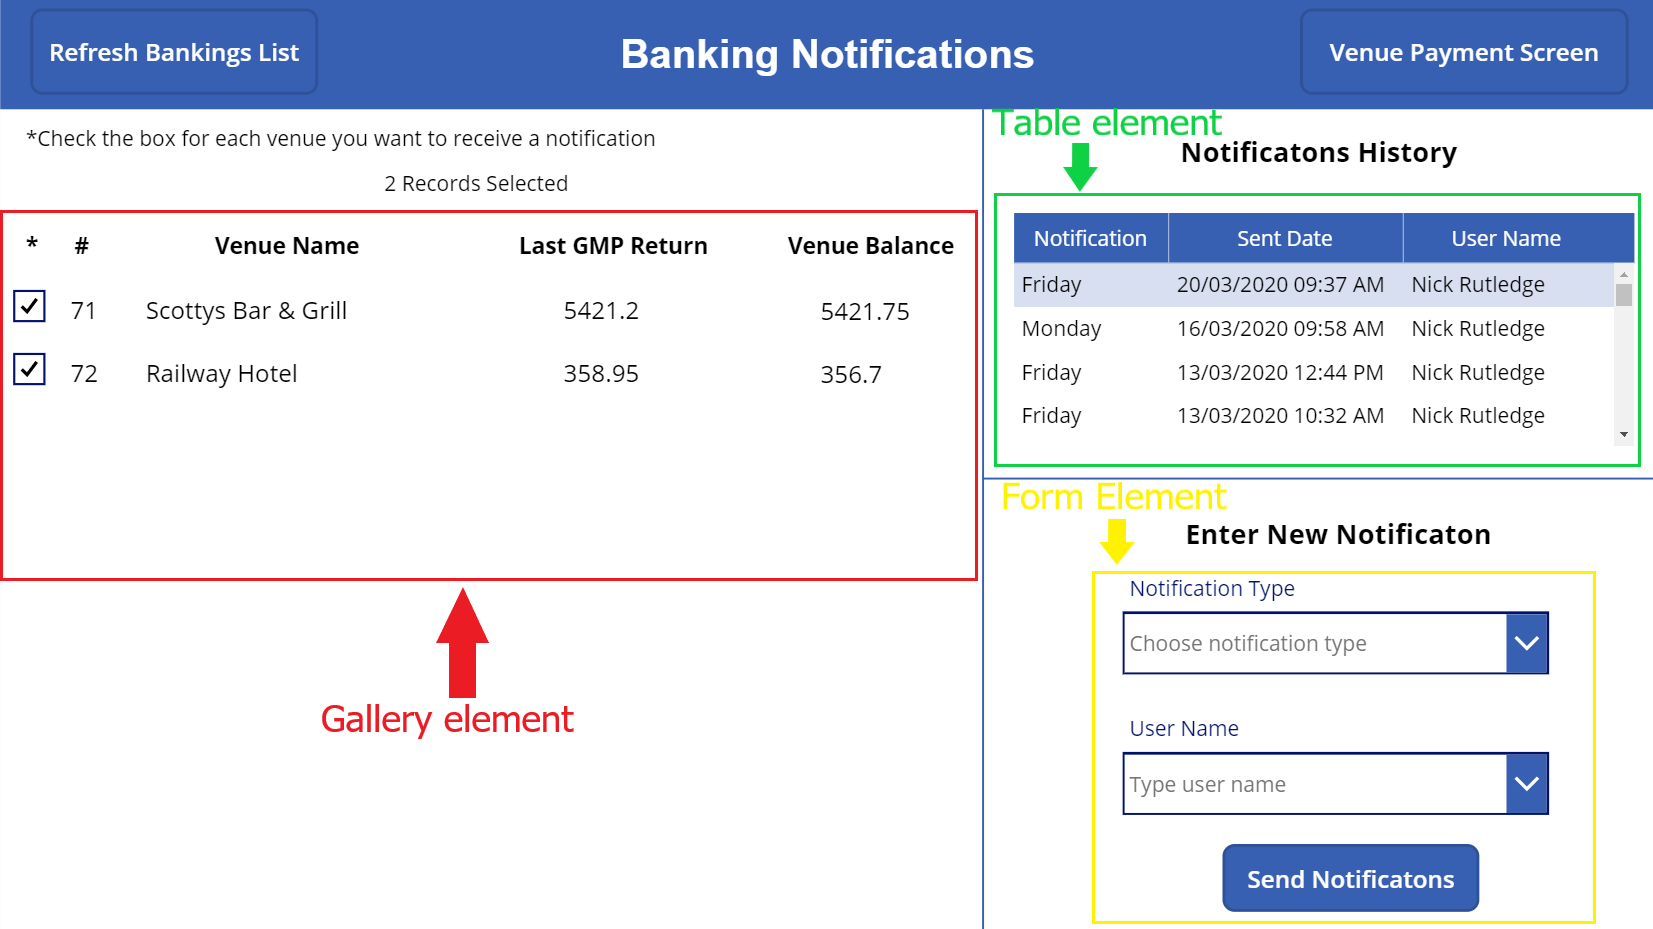 Refresh Bankings List
Banking Notifications
Venue Payment Screen
*Check the box for each venue you want to receive a notification
2 Records Selected
* # Venue Name Last GMP Return Venue Balance
71 Scottys Bar & Grill 5421.2 5421.75
72 Railway Hotel 358.95 356.7
Gallery element
Table element
Notificatons History
Notification Sent Date User Name
Friday 20/03/2020 09:37 AM Nick Rutledge
Monday 16/03/2020 09:58 AM Nick Rutledge
Friday 13/03/2020 12:44 PM Nick Rutledge
Friday 13/03/2020 10:32 AM Nick Rutledge
Form Element
Enter New Notificaton
Notification Type
Choose notification type
User Name
Type user name
Send Notificatons